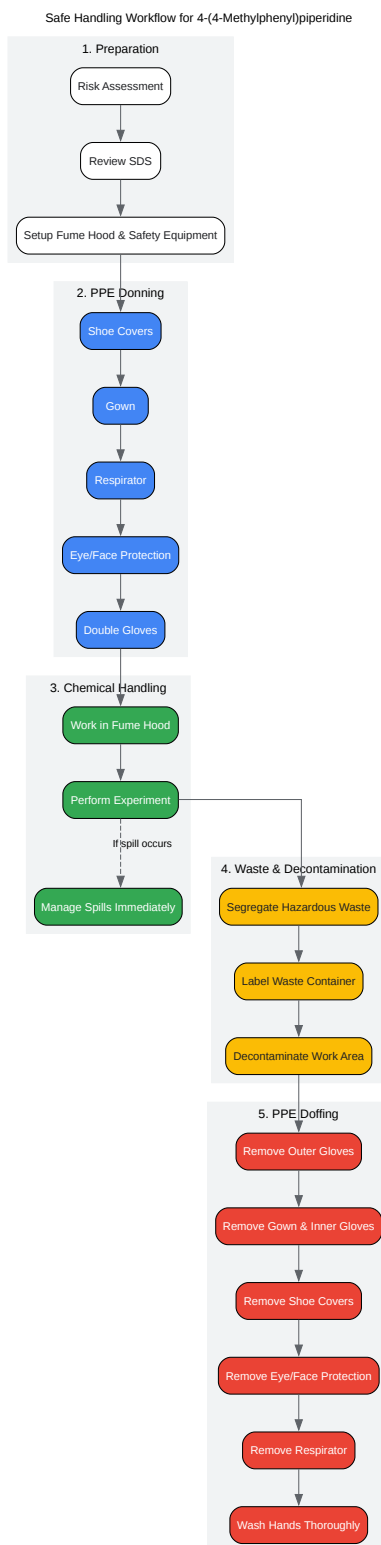 Safe Handling Workflow for 4-(4-Methylphenyl)piperidine
1. Preparation
Risk Assessment
Review SDS
Setup Fume Hood & Safety Equipment
2. PPE Donning
Shoe Covers
Gown
Respirator
Eye/Face Protection
Double Gloves
3. Chemical Handling
Work in Fume Hood
Perform Experiment
If spill occurs
Manage Spills Immediately
4. Waste & Decontamination
Segregate Hazardous Waste
Label Waste Container
Decontaminate Work Area
5. PPE Doffing
Remove Outer Gloves
Remove Gown & Inner Gloves
Remove Shoe Covers
Remove Eye/Face Protection
Remove Respirator
Wash Hands Thoroughly